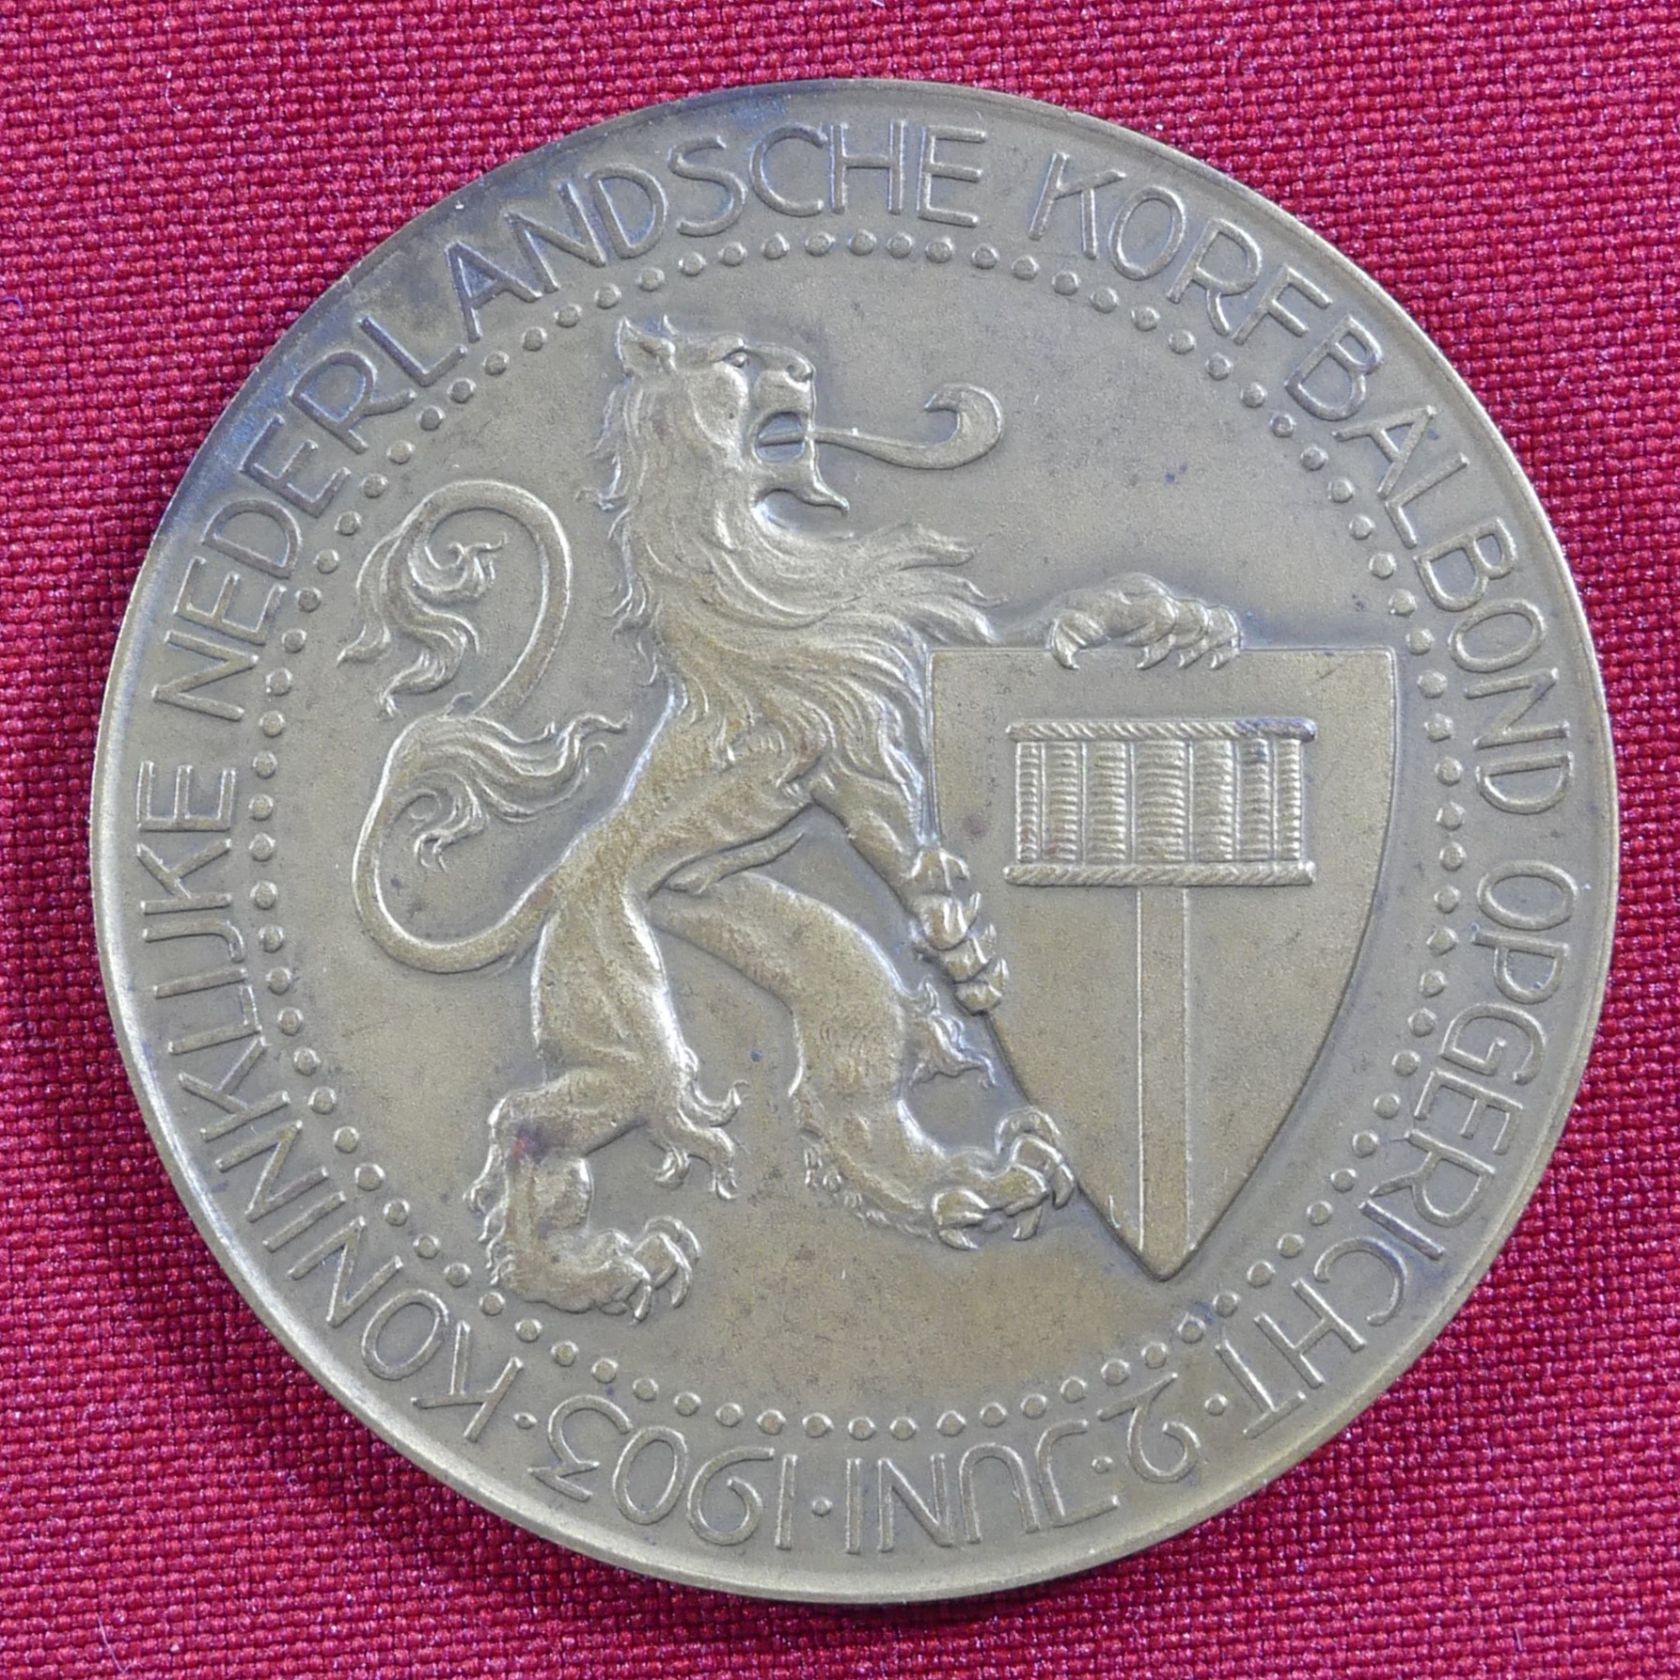 KONINKLIJKE NEDERLANDSCHE KORFBALBOND OPGERICHT · 2 · JUNI · 1903 ·